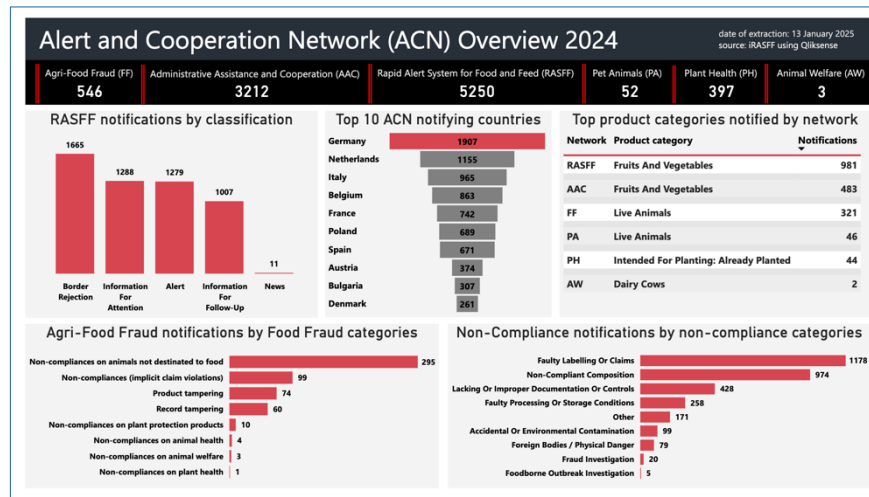 Alert and Cooperation Network (ACN) Overview 2024
date of extraction: 13 January 2025
source: iRASFF using Qliksense
Agri-Food Fraud (FF)
546
Administrative Assistance and Cooperation (AAC)
3212
Rapid Alert System for Food and Feed (RASFF)
5250
Pet Animals (PA)
52
Plant Health (PH)
397
Animal Welfare (AW)
3
RASFF notifications by classification
1665
1288
1279
1007
11
Border
Rejection
Information
For
Attention
Alert
Information
For
Follow-Up
News
Top 10 ACN notifying countries
Germany 1907
Netherlands 1155
Italy 965
Belgium 863
France 742
Poland 689
Spain 671
Austria 374
Bulgaria 307
Denmark 261
Top product categories notified by network
Network Product category Notifications
RASFF Fruits And Vegetables 981
AAC Fruits And Vegetables 483
FF Live Animals 321
PA Live Animals 46
PH Intended For Planting: Already Planted 44
AW Dairy Cows 2
Agri-Food Fraud notifications by Food Fraud categories
Non-compliances on animals not destinated to food 295
Non-compliances (implicit claim violations) 99
Product tampering 74
Record tampering 60
Non-compliances on plant protection products 10
Non-compliances on animal health 4
Non-compliances on animal welfare 3
Non-compliances on plant health 1
Non-Compliance notifications by non-compliance categories
Faulty Labelling Or Claims 1178
Non-Compliant Composition 974
Lacking Or Improper Documentation Or Controls 428
Faulty Processing Or Storage Conditions 258
Other 171
Accidental Or Environmental Contamination 99
Foreign Bodies / Physical Danger 79
Fraud Investigation 20
Foodborne Outbreak Investigation 5